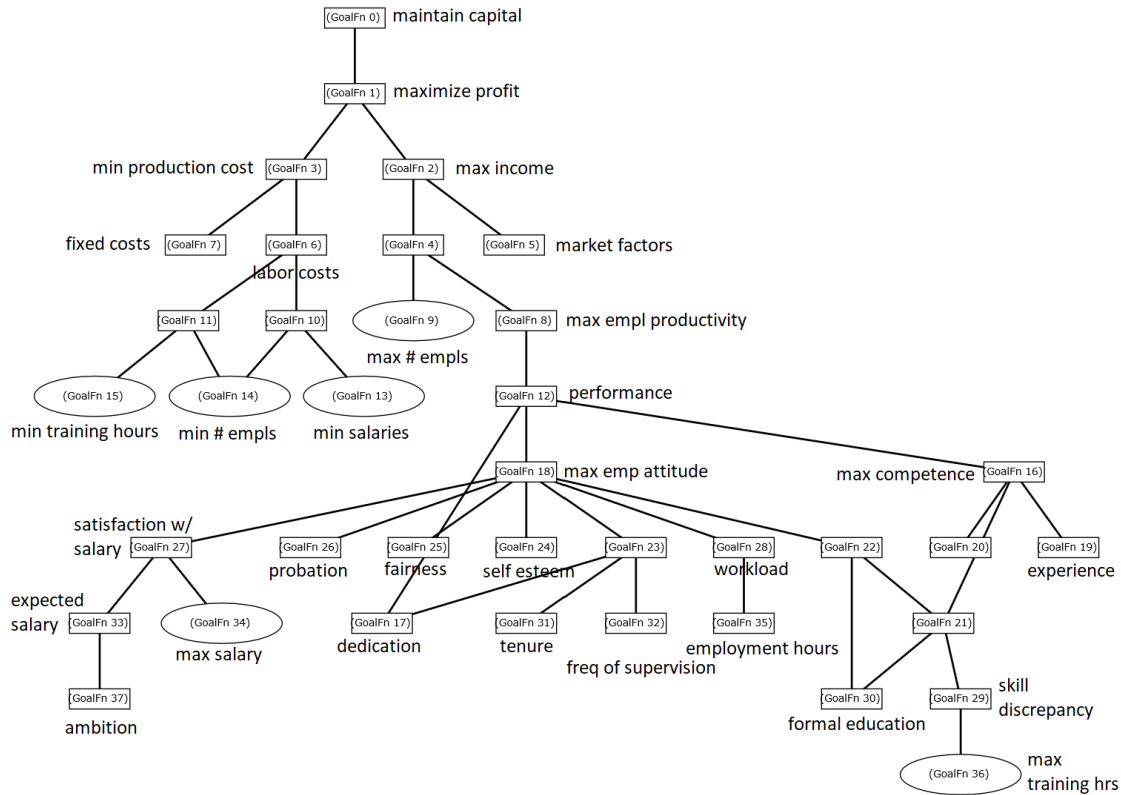 (GoalFn 0) maintain capital
(GoalFn 1) maximize profit
min production cost (GoalFn 3) (GoalFn 2) max income
fixed costs (GoalFn 7) (GoalFn 6) (GoalFn 4) (GoalFn 5) market factors
labor costs
(GoalFn 11) (GoalFn 10) (GoalFn 9) (GoalFn 8) max empl productivity
max # empls
(GoalFn 15) (GoalFn 14) (GoalFn 13) (GoalFn 12) performance
min training hours min # empls min salaries
(GoalFn 18) max emp attitude max competence (GoalFn 16)
satisfaction w/
salary (GoalFn 27) (GoalFn 26) (GoalFn 25) (GoalFn 24) (GoalFn 23) (GoalFn 28) (GoalFn 22) (GoalFn 20) (GoalFn 19)
probation fairness self esteem workload experience
expected
salary (GoalFn 33) (GoalFn 34) (GoalFn 17) (GoalFn 31) (GoalFn 32) (GoalFn 35) (GoalFn 21)
max salary dedication tenure employment hours
freq of supervision
(GoalFn 37) (GoalFn 30) (GoalFn 29) skill
discrepancy
ambition formal education
(GoalFn 36) max
training hrs